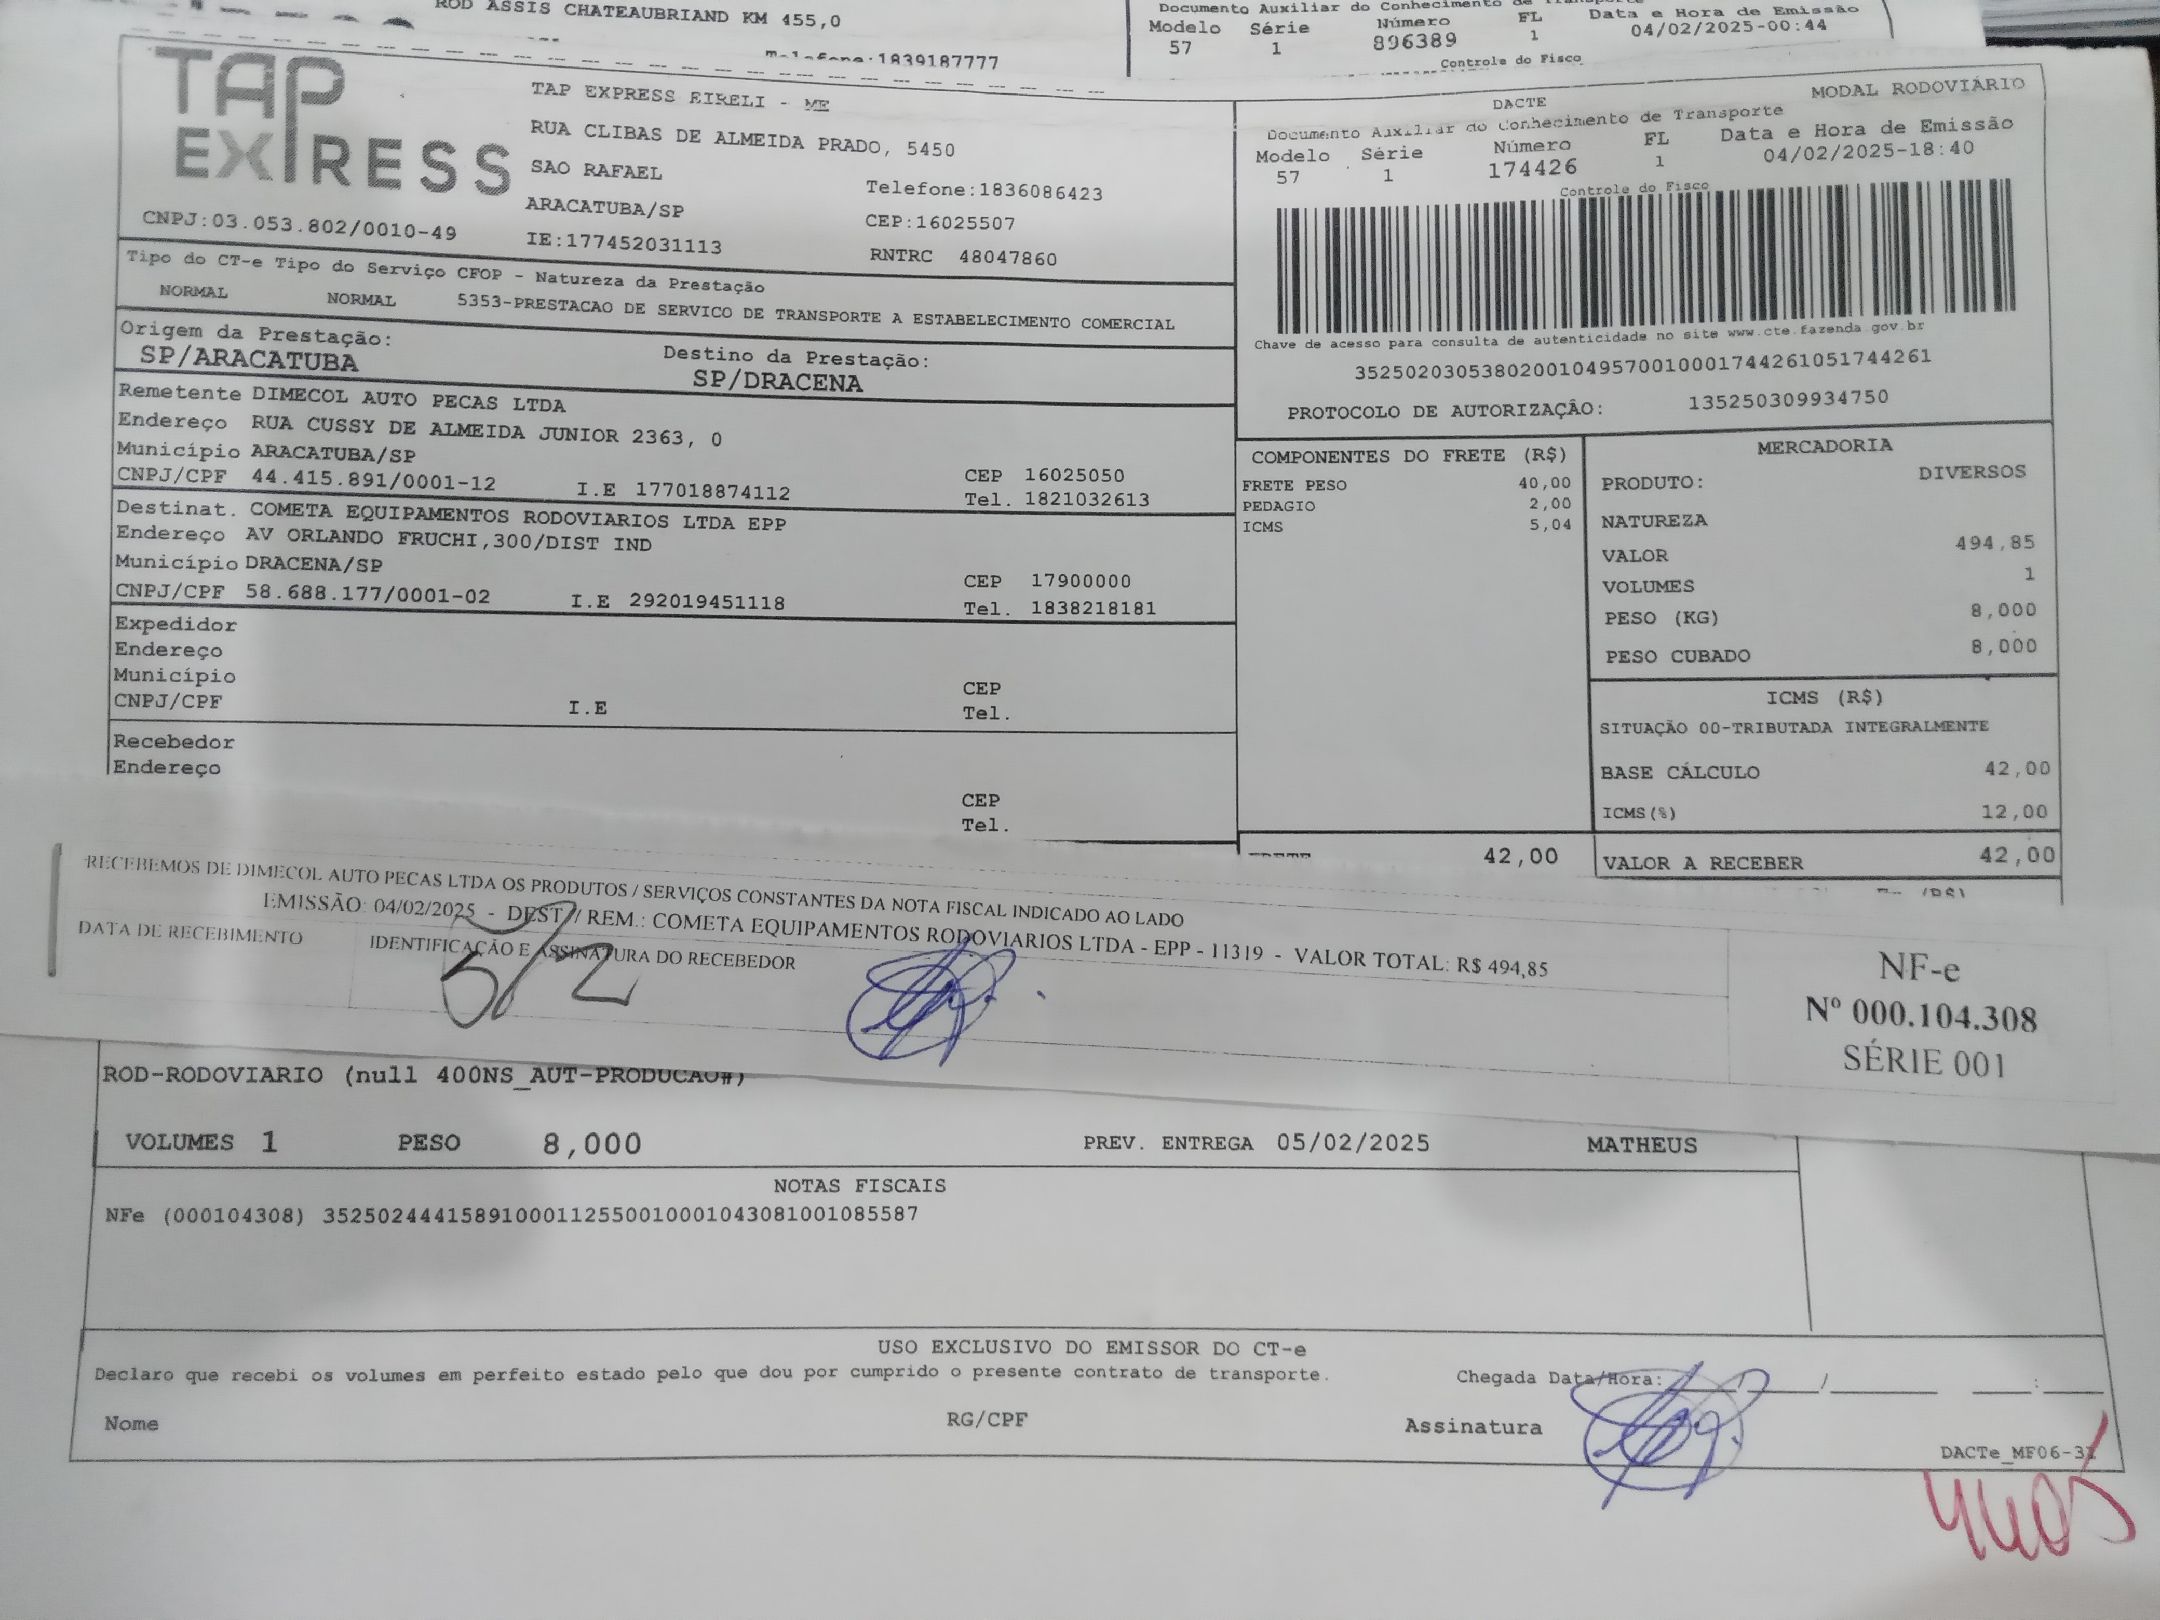 ROD ASSIS CHATEAUBRIAND KM 455,0
1839187777
Documento Auxiliar do Conhecimento de
Modelo Série Número FL Data e Hora de Emissão
57 1 896389 1 04/02/2025-00:44
Controle do Fisco
TAP EXPRESS
CNPJ:03.053.802/0010-49
TAP EXPRESS EIRELI - ME
RUA CLIBAS DE ALMEIDA PRADO, 5450
SAO RAFAEL Telefone:1836086423
ARACATUBA/SP CEP:16025507
IE:177452031113 RNTRC 48047860
DACTE MODAL RODOVIÁRIO
Documento Auxiliar do Conhecimento de Transporte
Modelo Série Número FL Data e Hora de Emissão
57 1 174426 1 04/02/2025-18:40
Controle do Fisco
Chave de acesso para consulta de autenticidade no site www.cte.fazenda.gov.br
35250203053802001049570010001744261051744261
PROTOCOLO DE AUTORIZAÇÃO: 135250309934750
Tipo do CT-e Tipo do Serviço CFOP - Natureza da Prestação
NORMAL NORMAL 5353-PRESTACAO DE SERVICO DE TRANSPORTE A ESTABELECIMENTO COMERCIAL
Origem da Prestação: Destino da Prestação:
SP/ARACATUBA SP/DRACENA
Remetente DIMECOL AUTO PECAS LTDA
Endereço RUA CUSSY DE ALMEIDA JUNIOR 2363, 0
Município ARACATUBA/SP CEP 16025050
CNPJ/CPF 44.415.891/0001-12 I.E 177018874112 Tel. 1821032613
Destinat. COMETA EQUIPAMENTOS RODOVIARIOS LTDA EPP
Endereço AV ORLANDO FRUCHI,300/DIST IND
Município DRACENA/SP CEP 17900000
CNPJ/CPF 58.688.177/0001-02 I.E 292019451118 Tel. 1838218181
Expedidor
Endereço
Município CEP
CNPJ/CPF I.E Tel.
Recebedor
Endereço
CEP
Tel.
COMPONENTES DO FRETE (R$)
FRETE PESO 40,00
PEDAGIO 2,00
ICMS 5,04
42,00
MERCADORIA
PRODUTO: DIVERSOS
NATUREZA
VALOR 494,85
VOLUMES 1
PESO (KG) 8,000
PESO CUBADO 8,000
ICMS (R$)
SITUAÇÃO 00-TRIBUTADA INTEGRALMENTE
BASE CÁLCULO 42,00
ICMS(%) 12,00
VALOR A RECEBER 42,00
RECEBEMOS DE DIMECOL AUTO PECAS LTDA OS PRODUTOS / SERVIÇOS CONSTANTES DA NOTA FISCAL INDICADO AO LADO
EMISSÃO: 04/02/2025 - DEST. / REM.: COMETA EQUIPAMENTOS RODOVIARIOS LTDA - EPP - 11319 - VALOR TOTAL: R$ 494,85
DATA DE RECEBIMENTO IDENTIFICAÇÃO E ASSINATURA DO RECEBEDOR
5/2
NF-e
Nº 000.104.308
SÉRIE 001
ROD-RODOVIARIO (null 400NS_AUT-PRODUCAO#)
VOLUMES 1 PESO 8,000 PREV. ENTREGA 05/02/2025 MATHEUS
NOTAS FISCAIS
NFe (000104308) 35250244415891000112550010001043081001085587
USO EXCLUSIVO DO EMISSOR DO CT-e
Declaro que recebi os volumes em perfeito estado pelo que dou por cumprido o presente contrato de transporte. Chegada Data/Hora: / / :
Nome RG/CPF Assinatura